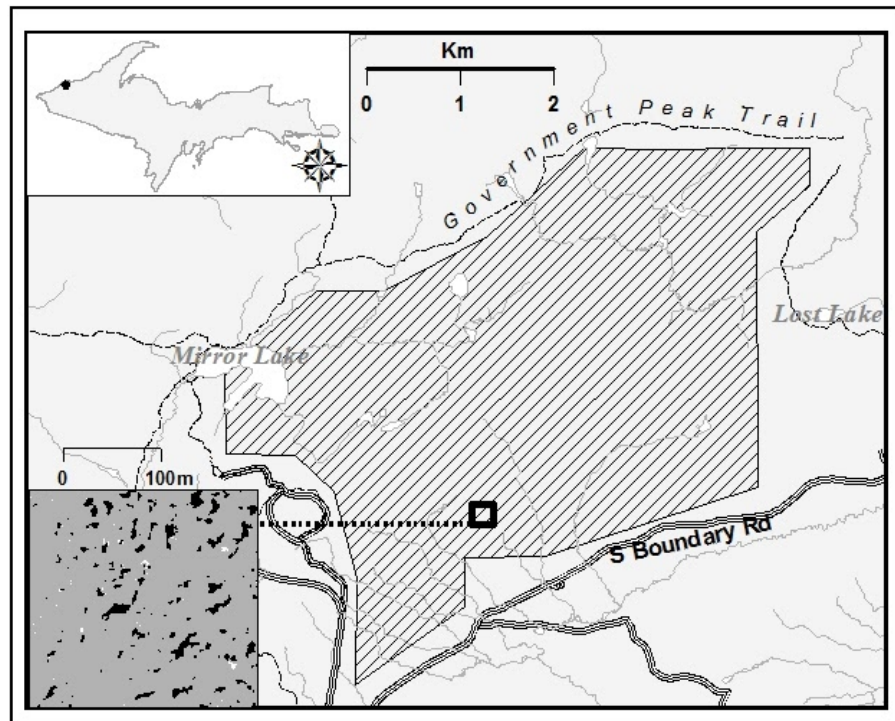 Km
0 1 2
Government Peak Trail
Lost Lake
Mirror Lake
0 100m
S Boundary Rd